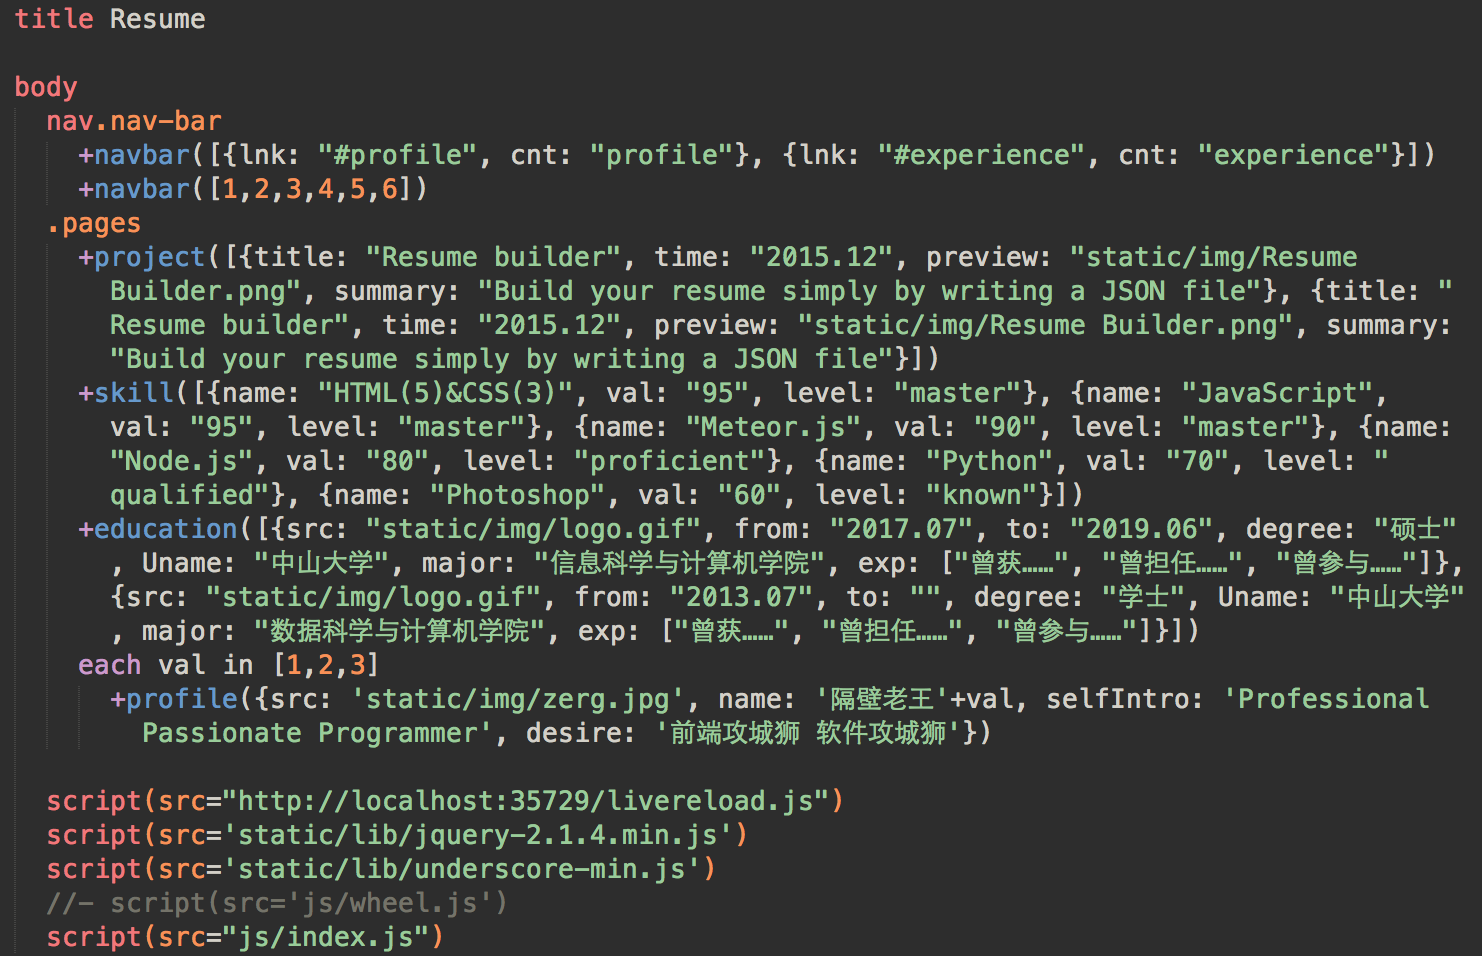 title Resume
body
nav.nav-bar
+navbar([{lnk: "#profile", cnt: "profile"}, {lnk: "#experience", cnt: "experience"}])
+navbar([1,2,3,4,5,6])
.pages
+project([{title: "Resume builder", time: "2015.12", preview: "static/img/Resume
Builder.png", summary: "Build your resume simply by writing a JSON file"}, {title: "
Resume builder", time: "2015.12", preview: "static/img/Resume Builder.png", summary:
"Build your resume simply by writing a JSON file"}])
+skill([{name: "HTML(5)&CSS(3)", val: "95", level: "master"}, {name: "JavaScript",
val: "95", level: "master"}, {name: "Meteor.js", val: "90", level: "master"}, {name:
"Node.js", val: "80", level: "proficient"}, {name: "Python", val: "70", level: "
qualified"}, {name: "Photoshop", val: "60", level: "known"}])
+education([{src: "static/img/logo.gif", from: "2017.07", to: "2019.06", degree: "硕士"
, Uname: "中山大学", major: "信息科学与计算机学院", exp: ["曾获……", "曾担任……", "曾参与……"]},
{src: "static/img/logo.gif", from: "2013.07", to: "", degree: "学士", Uname: "中山大学"
, major: "数据科学与计算机学院", exp: ["曾获……", "曾担任……", "曾参与……"]}])
each val in [1,2,3]
+profile({src: 'static/img/zerg.jpg', name: '隔壁老王'+val, selfIntro: 'Professional
Passionate Programmer', desire: '前端攻城狮 软件攻城狮'})
script(src="http://localhost:35729/livereload.js")
script(src='static/lib/jquery-2.1.4.min.js')
script(src='static/lib/underscore-min.js')
//- script(src='js/wheel.js')
script(src="js/index.js")